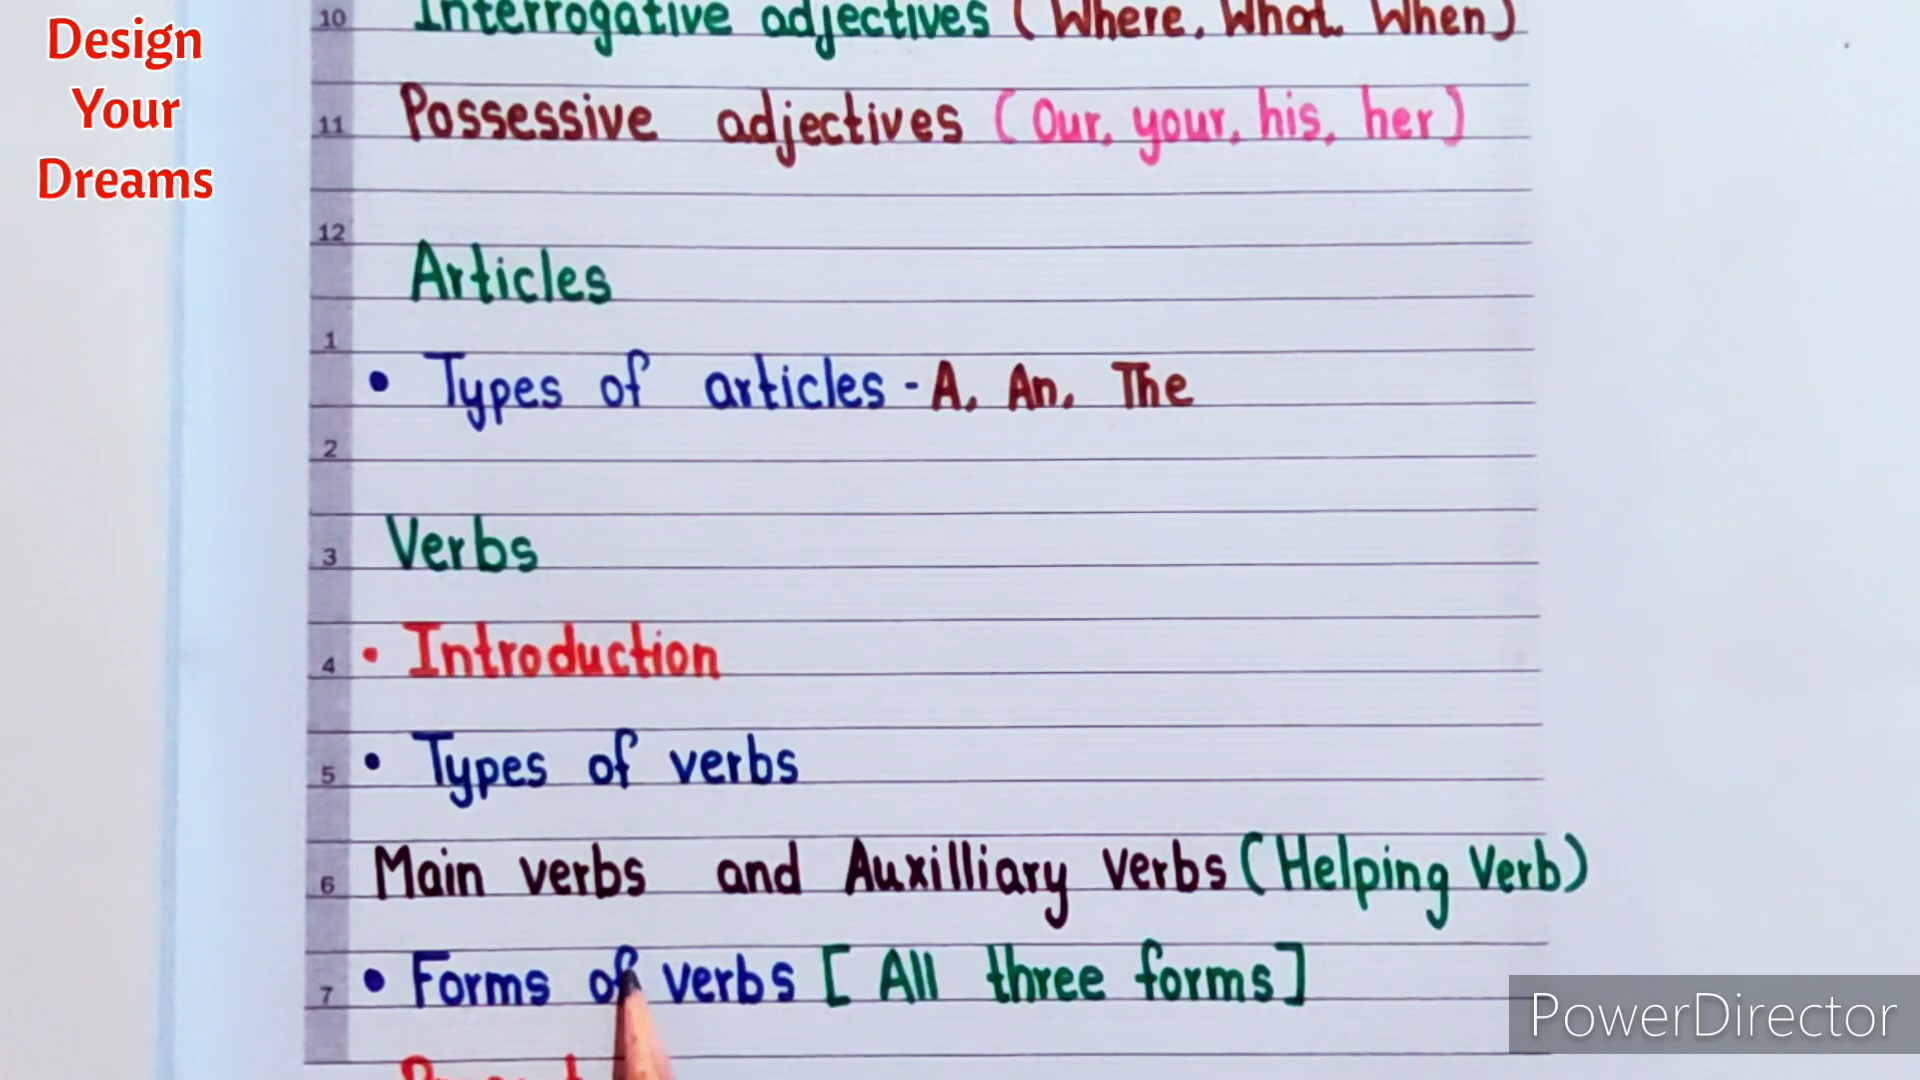 Design
Your
Dreams
10 Interrogative adjectives (Where, What, When)
11 Possessive adjectives (Our, your, his, her)
12
Articles
1
• Types of articles - A, An, The
2
3 Verbs
4 • Introduction
5 • Types of verbs
6 Main verbs and Auxilliary verbs (Helping Verb)
7 • Forms of verbs [All three forms]
PowerDirector